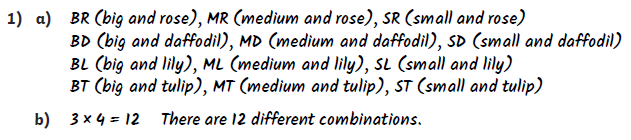 1) a) BR (big and rose), MR (medium and rose), SR (small and rose)
BD (big and daffodil), MD (medium and daffodil), SD (small and daffodil)
BL (big and lily), ML (medium and lily), SL (small and lily)
BT (big and tulip), MT (medium and tulip), ST (small and tulip)
b) 3 × 4 = 12 There are 12 different combinations.